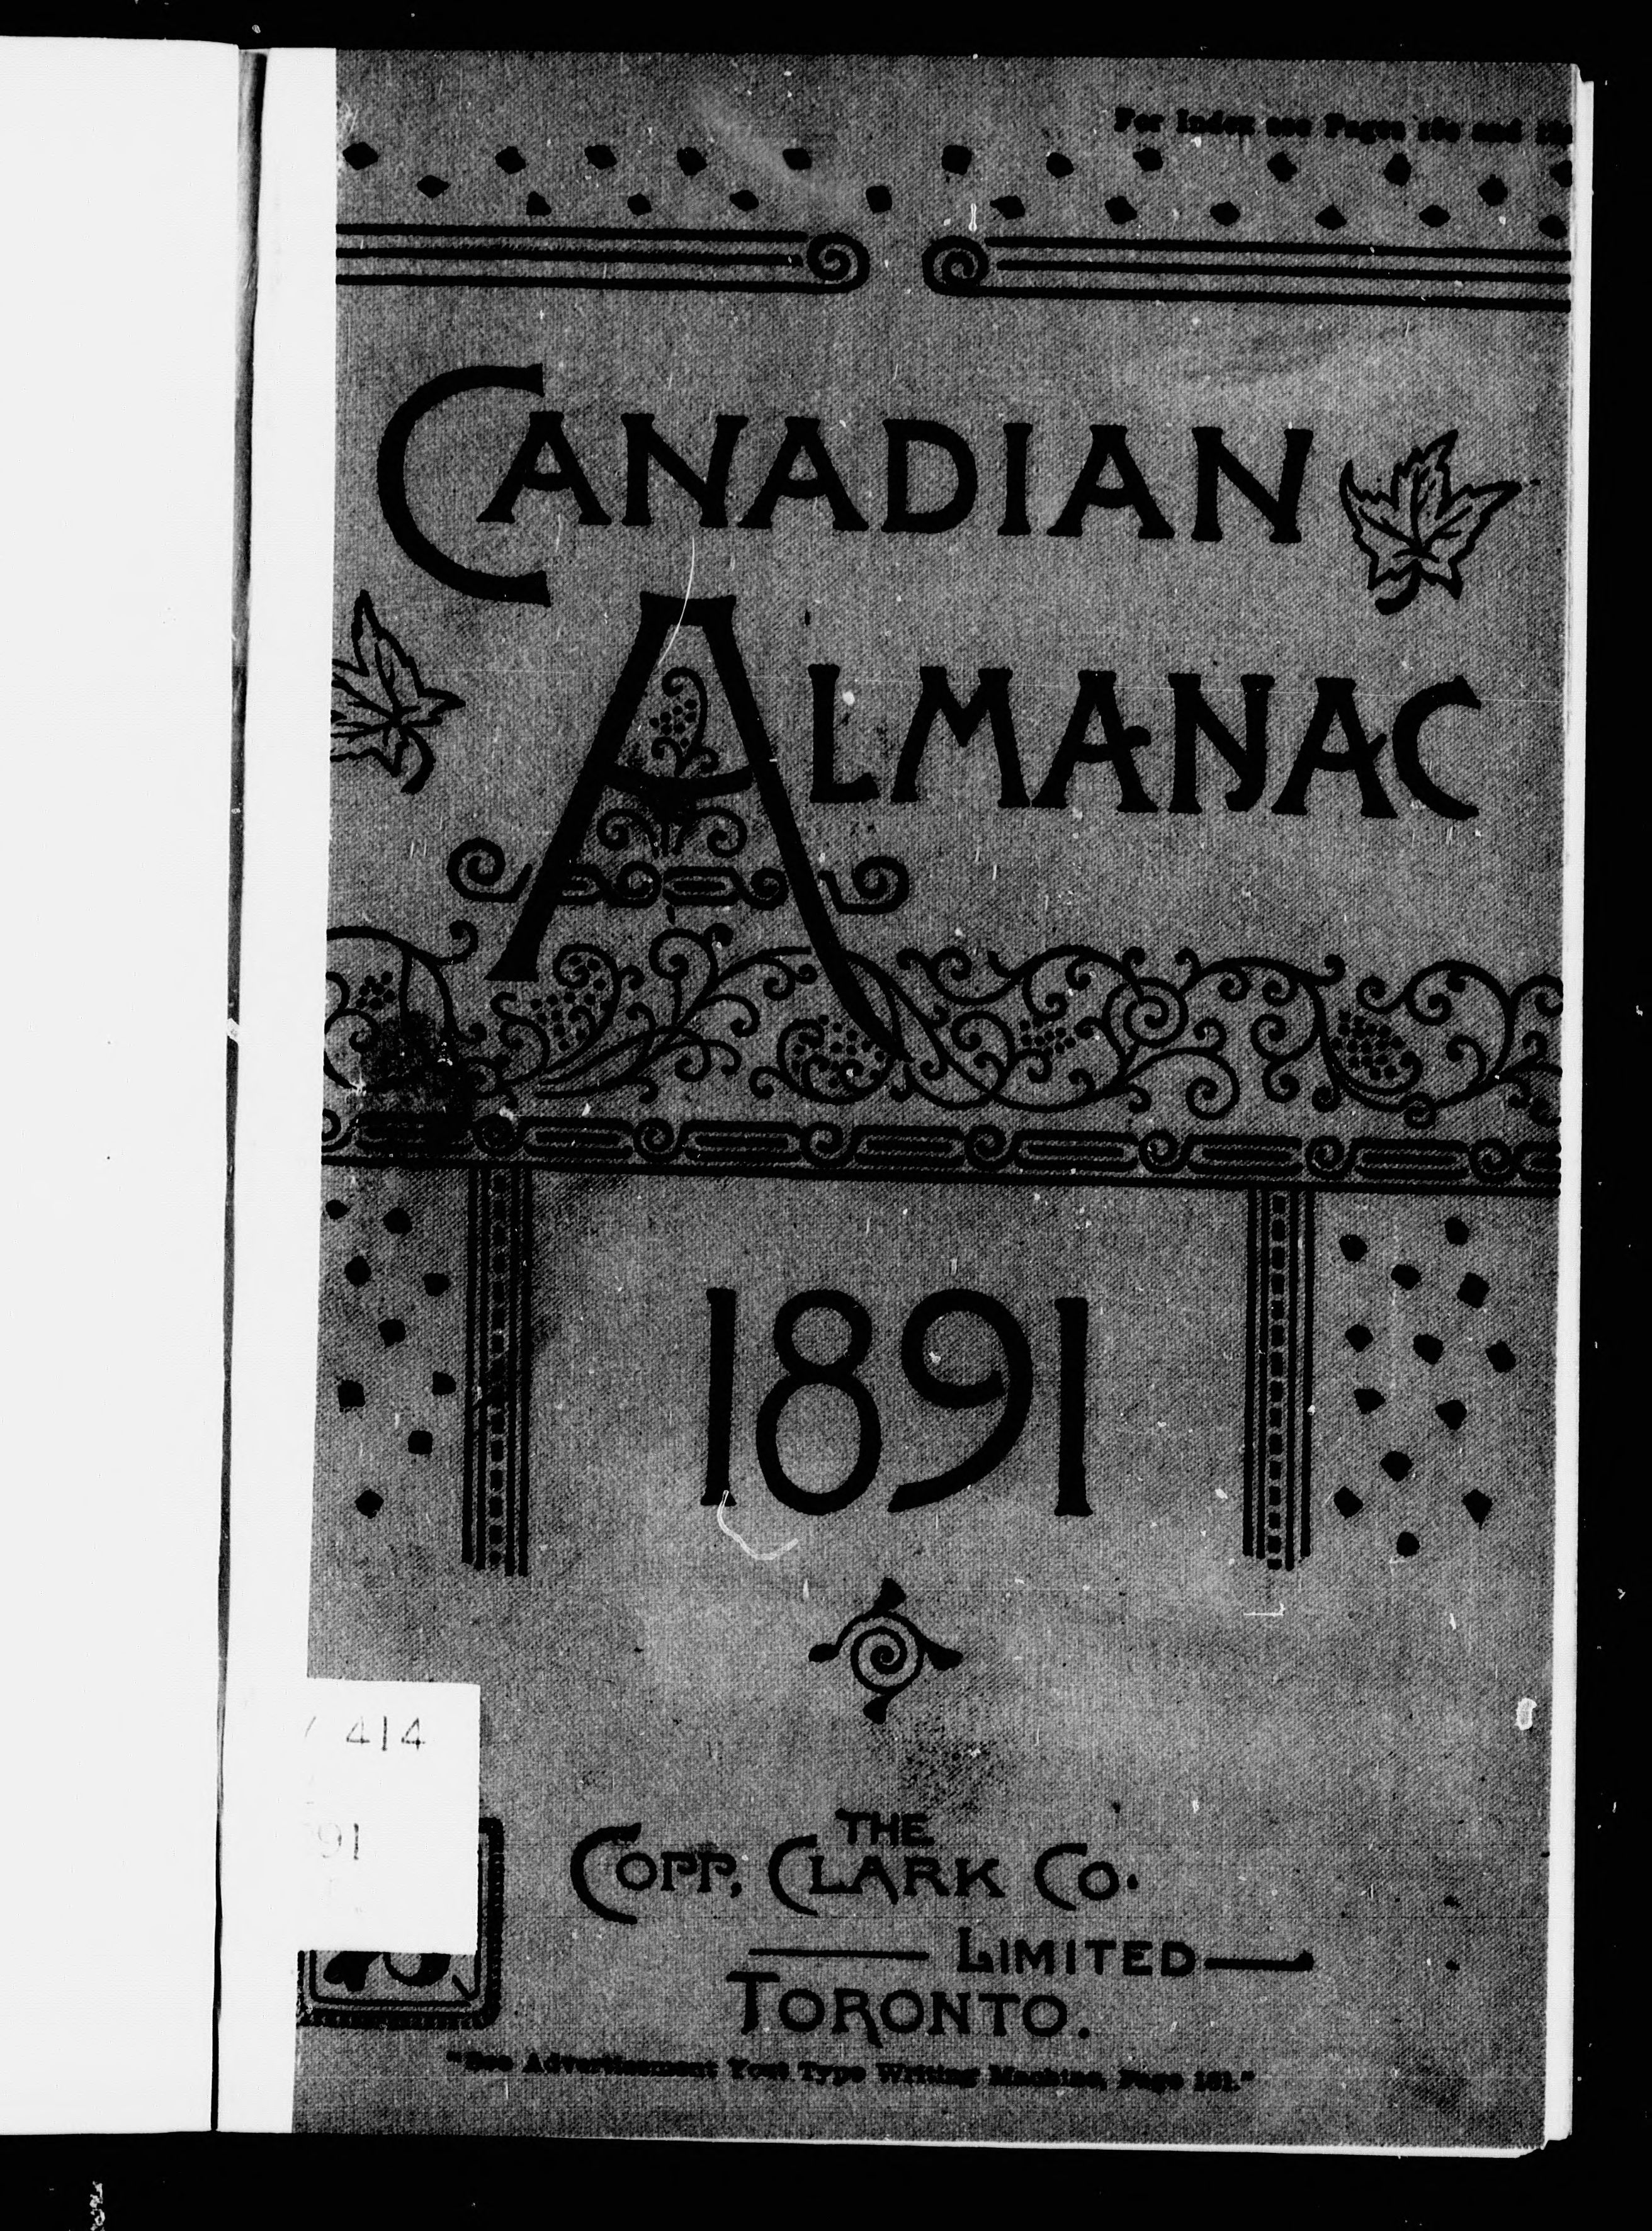 For Index see Pages
CANADIAN
ALMANAC
1891
414
91
THE
COPP, CLARK CO.
LIMITED
TORONTO.
"See Advertisement Yost Type Writing Machine, Page 161."